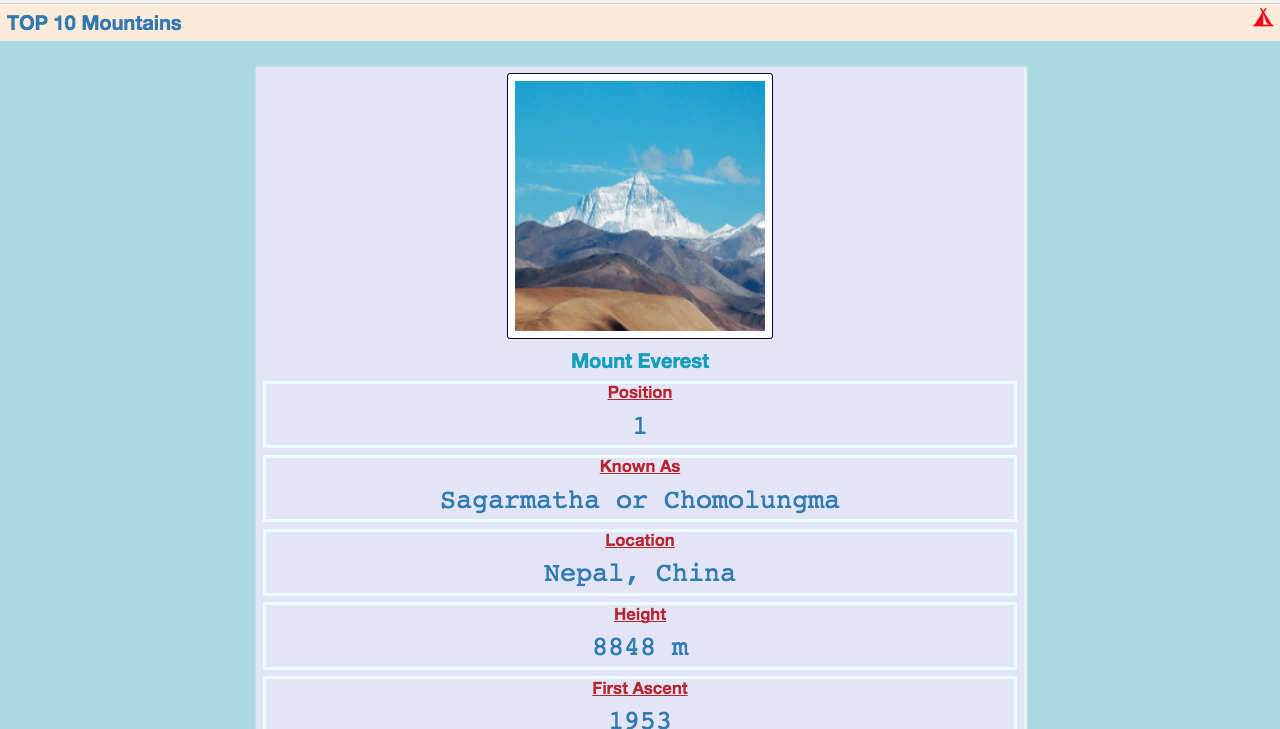 TOP 10 Mountains
Mount Everest
Position
1
Known As
Sagarmatha or Chomolungma
Location
Nepal, China
Height
8848 m
First Ascent
1953